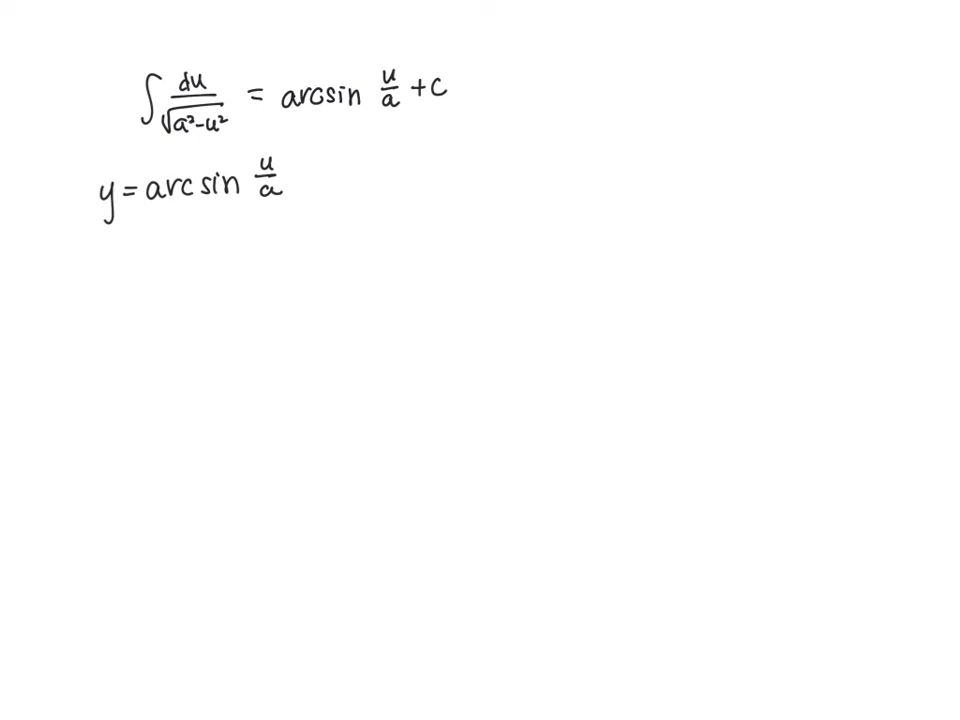 ∫ du/√(a²-u²) = arcsin u/a + c
y = arcsin u/a